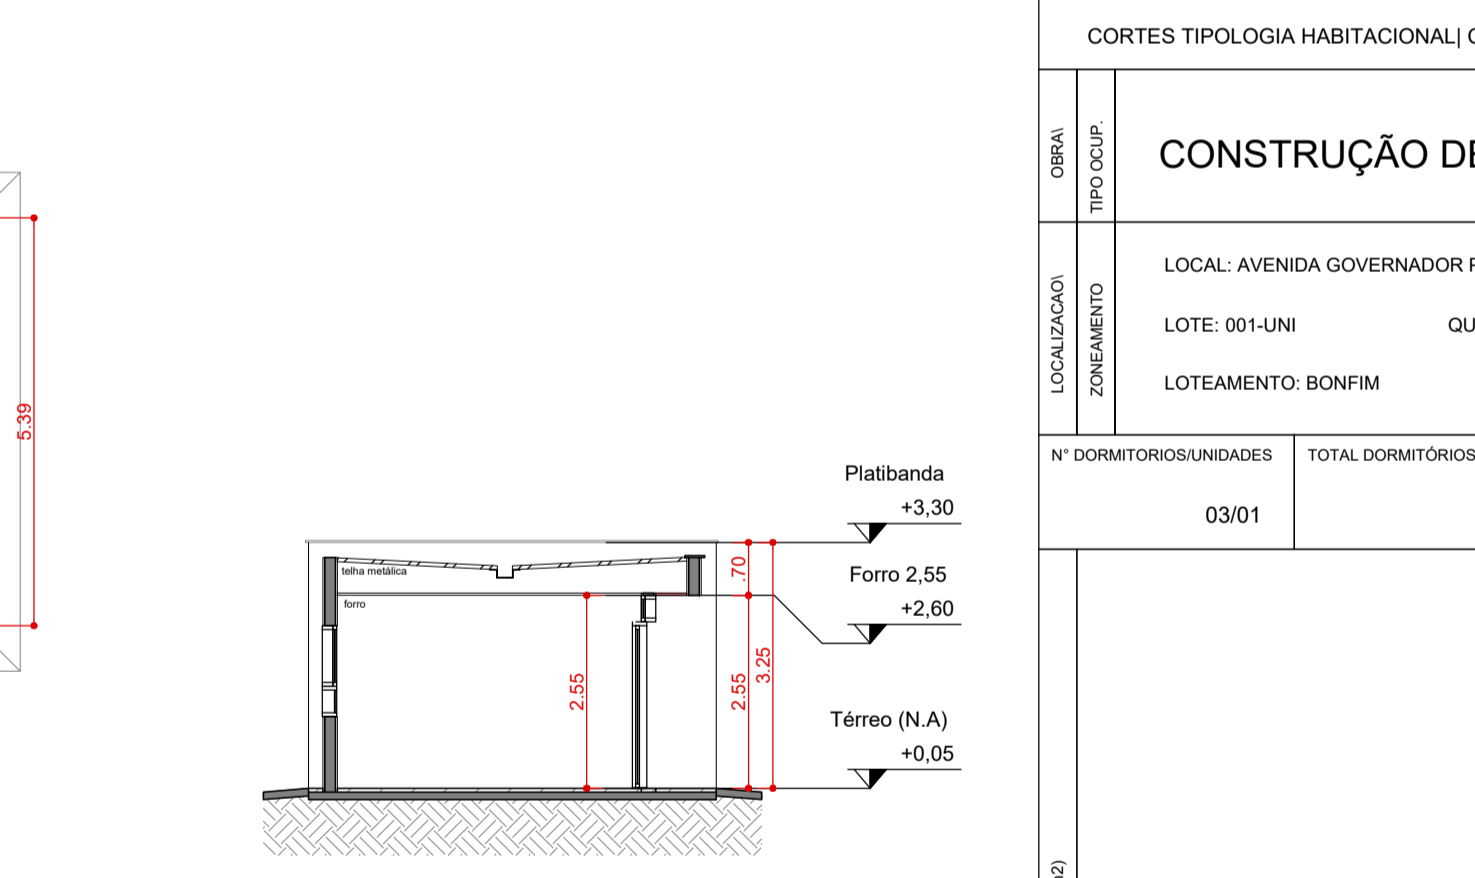 5.39
Platibanda
+3,30
telha metálica
.70
Forro 2,55
+2,60
forro
2.55
2.55
3.25
Térreo (N.A)
+0,05
CORTES TIPOLOGIA HABITACIONAL|
OBRA\
TIPO OCUP.
CONSTRUÇÃO DE
LOCALIZACAO\
ZONEAMENTO
LOCAL: AVENIDA GOVERNADOR
LOTE: 001-UNI
QU
LOTEAMENTO: BONFIM
N° DORMITORIOS/UNIDADES
TOTAL DORMITÓRIOS
03/01